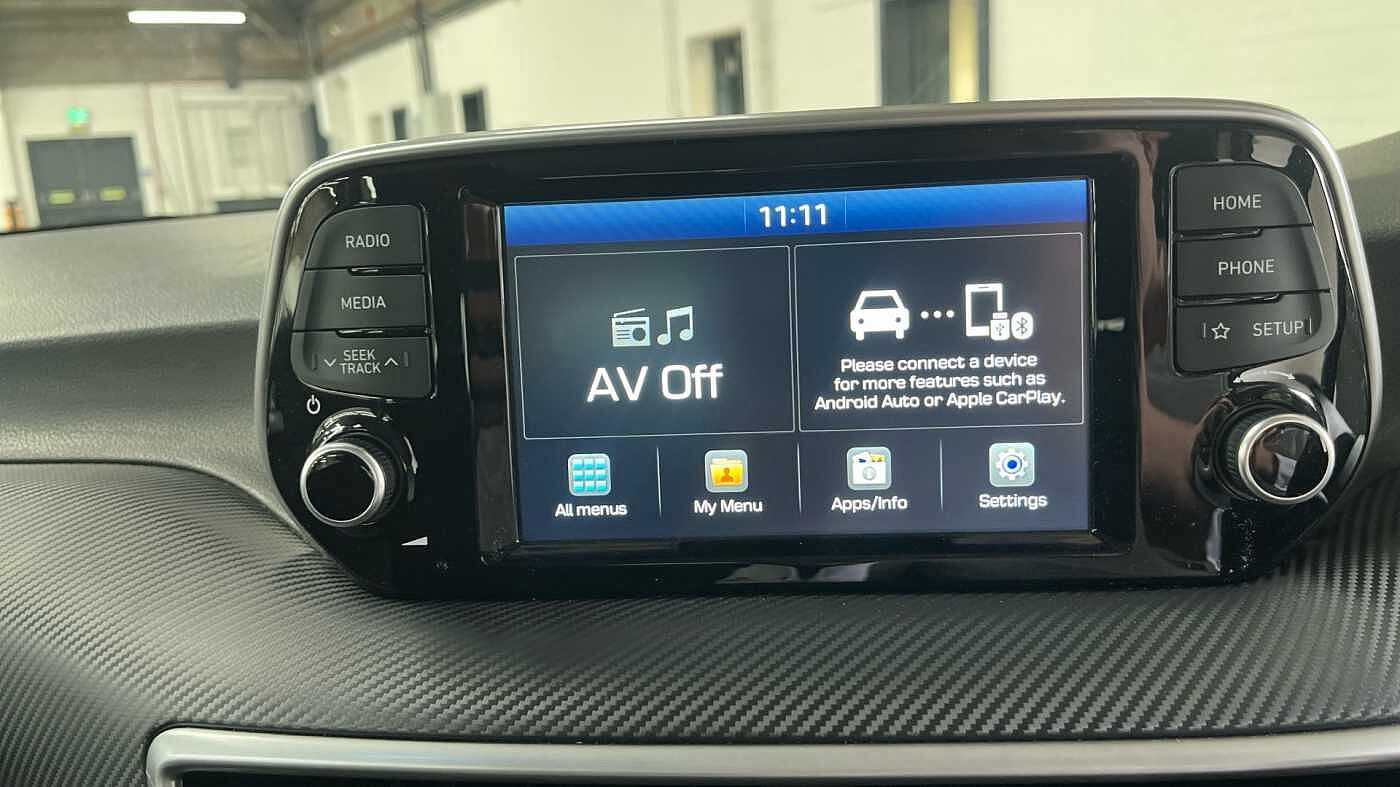 RADIO
MEDIA
SEEK
TRACK
11:11
AV Off
Please connect a device
for more features such as
Android Auto or Apple CarPlay.
All menus
My Menu
Apps/Info
Settings
HOME
PHONE
SETUP